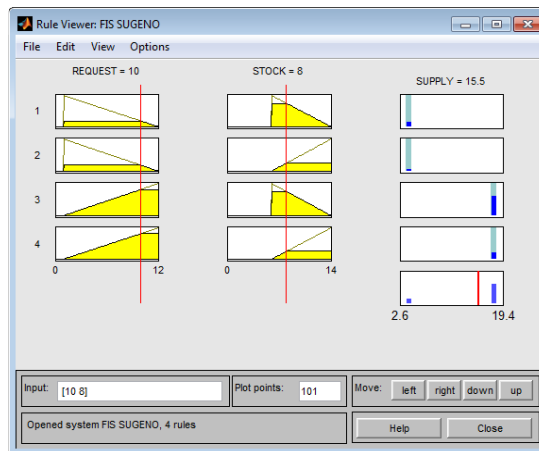 Rule Viewer: FIS SUGENO
File Edit View Options
REQUEST = 10 STOCK = 8 SUPPLY = 15.5
1
2
3
4
0 12 0 14
2.6 19.4
Input: [10 8] Plot points: 101 Move: left right down up
Opened system FIS SUGENO, 4 rules Help Close